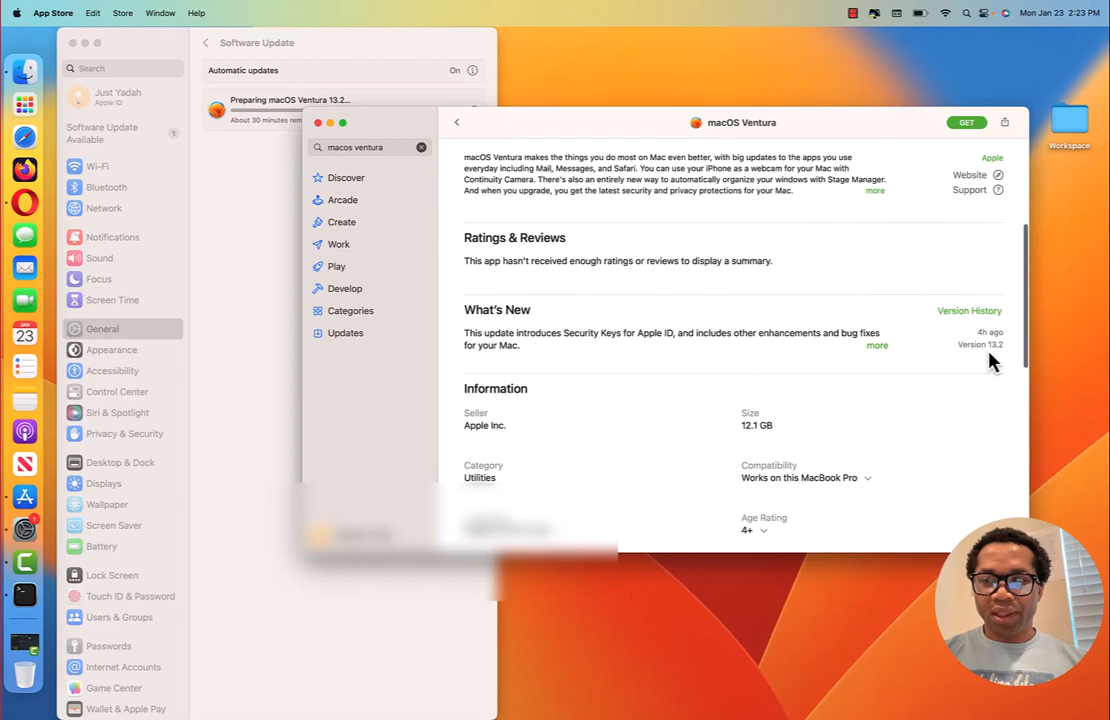 App Store Edit Store Window Help
Mon Jan 23 2:23 PM
Search
Just Yadah
Apple ID
Software Update
Available
1
Wi-Fi
Bluetooth
Network
Notifications
Sound
Focus
Screen Time
General
Appearance
Accessibility
Control Center
Siri & Spotlight
Privacy & Security
Desktop & Dock
Displays
Wallpaper
Screen Saver
Battery
Lock Screen
Touch ID & Password
Users & Groups
Passwords
Internet Accounts
Game Center
Wallet & Apple Pay
Software Update
Automatic updates
On
Preparing macOS Ventura 13.2...
About 30 minutes rem
macos ventura
Discover
Arcade
Create
Work
Play
Develop
Categories
Updates
macOS Ventura
GET
macOS Ventura makes the things you do most on Mac even better, with big updates to the apps you use
everyday including Mail, Messages, and Safari. You can use your iPhone as a webcam for your Mac with
Continuity Camera. There's also an entirely new way to automatically organize your windows with Stage Manager.
And when you upgrade, you get the latest security and privacy protections for your Mac.
more
Apple
Website
Support
Ratings & Reviews
This app hasn't received enough ratings or reviews to display a summary.
What's New
Version History
This update introduces Security Keys for Apple ID, and includes other enhancements and bug fixes
for your Mac.
more
4h ago
Version 13.2
Information
Seller
Apple Inc.
Size
12.1 GB
Category
Utilities
Compatibility
Works on this MacBook Pro
Age Rating
4+
Workspace
JAN
23
1